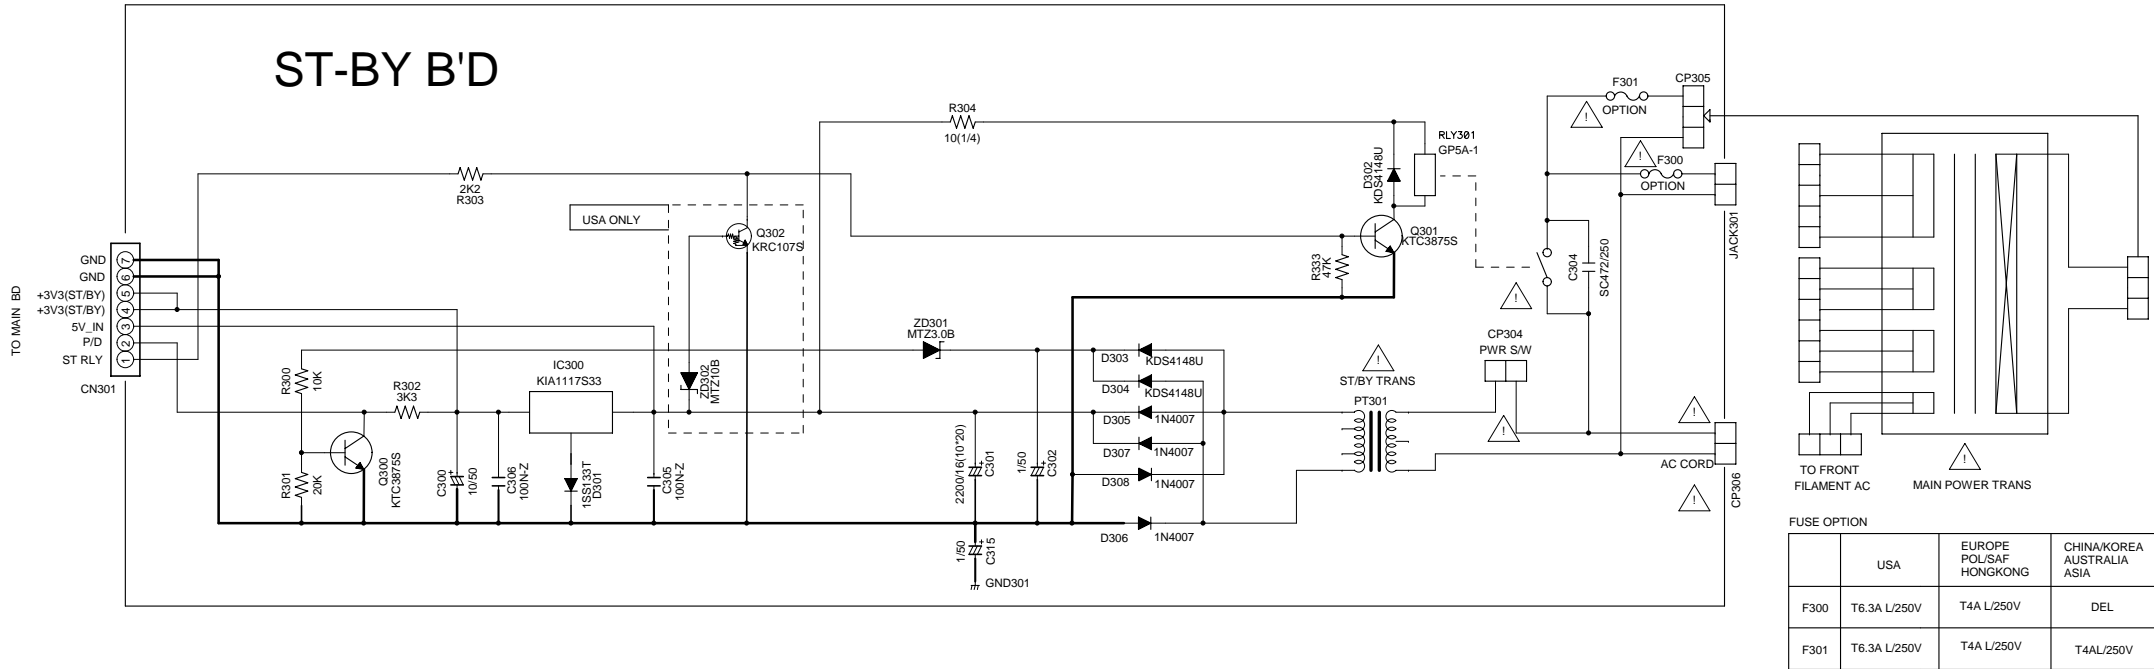 ST-BY B'D
R304
10(1/4)
2K2
R303
USA ONLY
Q302
KRC107S
ZD302
MTZ10B
D302
KDS4148U
RLY301
GP5A-1
Q301
KTC3875S
R333
47K
C304
SC472/250
F301
OPTION
CP305
F300
OPTION
JACK301
TO MAIN BD
GND
7
GND
6
+3V3(ST/BY)
5
+3V3(ST/BY)
4
5V_IN
3
P/D
2
ST RLY
1
CN301
R300
10K
R301
20K
R302
3K3
Q300
KTC3875S
C300
+
10/50
C306
100N-Z
IC300
KIA1117S33
1SS133T
D301
C305
100N-Z
ZD301
MTZ3.0B
2200/16(10*20)
+
C301
1/50
+
C302
1/50
+
C315
GND301
D303
KDS4148U
D304
KDS4148U
D305
1N4007
D307
1N4007
D308
1N4007
D306
1N4007
!
ST/BY TRANS
PT301
CP304
PWR S/W
!
!
!
!
!
AC CORD
!
CP306
TO FRONT
FILAMENT AC
!
MAIN POWER TRANS
FUSE OPTION
USA
EUROPE
POL/SAF
HONGKONG
CHINA/KOREA
AUSTRALIA
ASIA
F300
T6.3A L/250V
T4A L/250V
DEL
F301
T6.3A L/250V
T4A L/250V
T4AL/250V